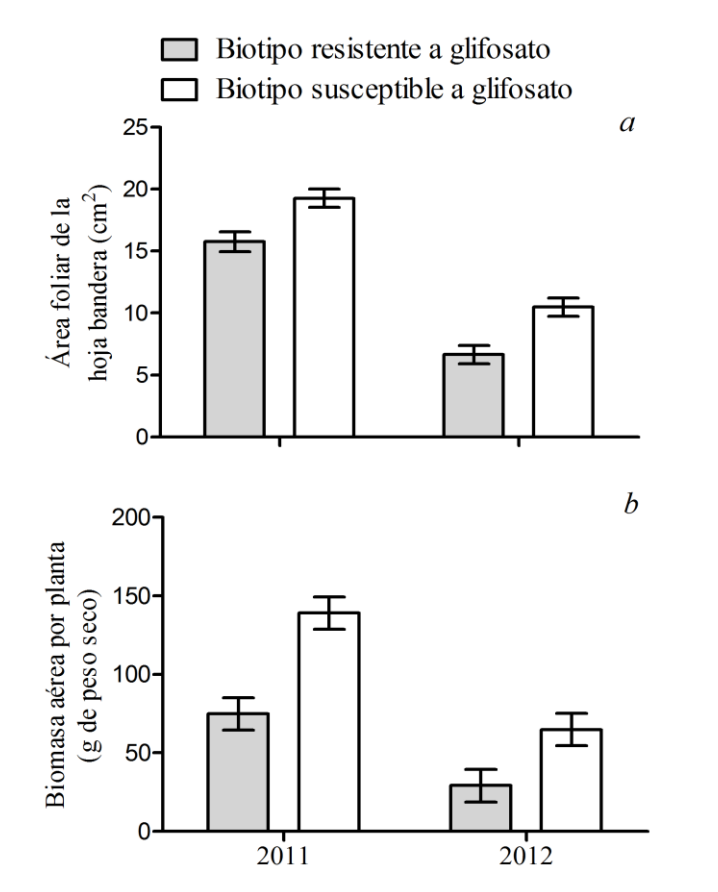 Biotipo resistente a glifosato
Biotipo susceptible a glifosato
a
25
20
15
10
5
0
Área foliar de la
hoja bandera (cm²)
b
200
150
100
50
0
Biomasa aérea por planta
(g de peso seco)
2011
2012